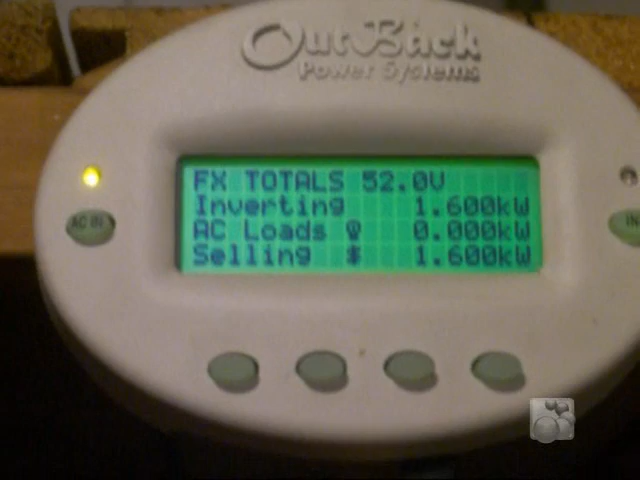 OutBack
Power Systems
FX TOTALS 52.0V
Inverting 1.600kW
AC Loads 0.000kW
Selling $ 1.600kW
AC IN
IN